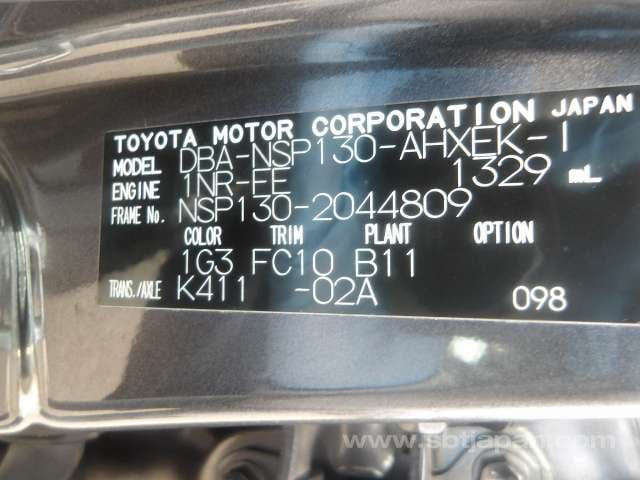 TOYOTA MOTOR CORPORATION JAPAN
MODEL DBA-NSP130-AHXEK-I
ENGINE 1NR-FE 1329 mL
FRAME No. NSP130-2044809
COLOR TRIM PLANT OPTION
1G3 FC10 B11
TRANS./AXLE K411 -02A 098
www.sbtjapan.com